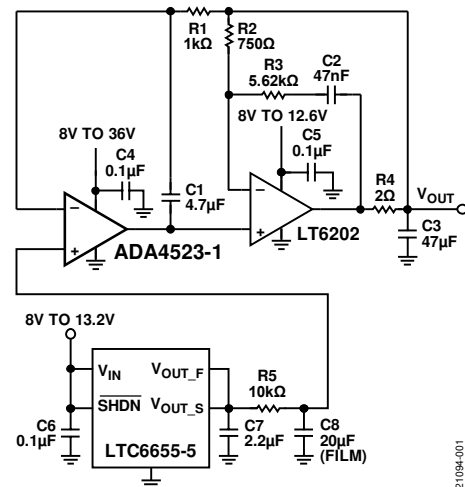 R1
1kΩ
R2
750Ω
R3
5.62kΩ
C2
47nF
8V TO 36V
C4
0.1µF
8V TO 12.6V
C5
0.1µF
C1
4.7µF
R4
2Ω
VOUT
–
+
ADA4523-1
–
+
LT6202
C3
47µF
8V TO 13.2V
VIN
VOUT_F
SHDN
VOUT_S
LTC6655-5
R5
10kΩ
C6
0.1µF
C7
2.2µF
C8
20µF
(FILM)
21094-001